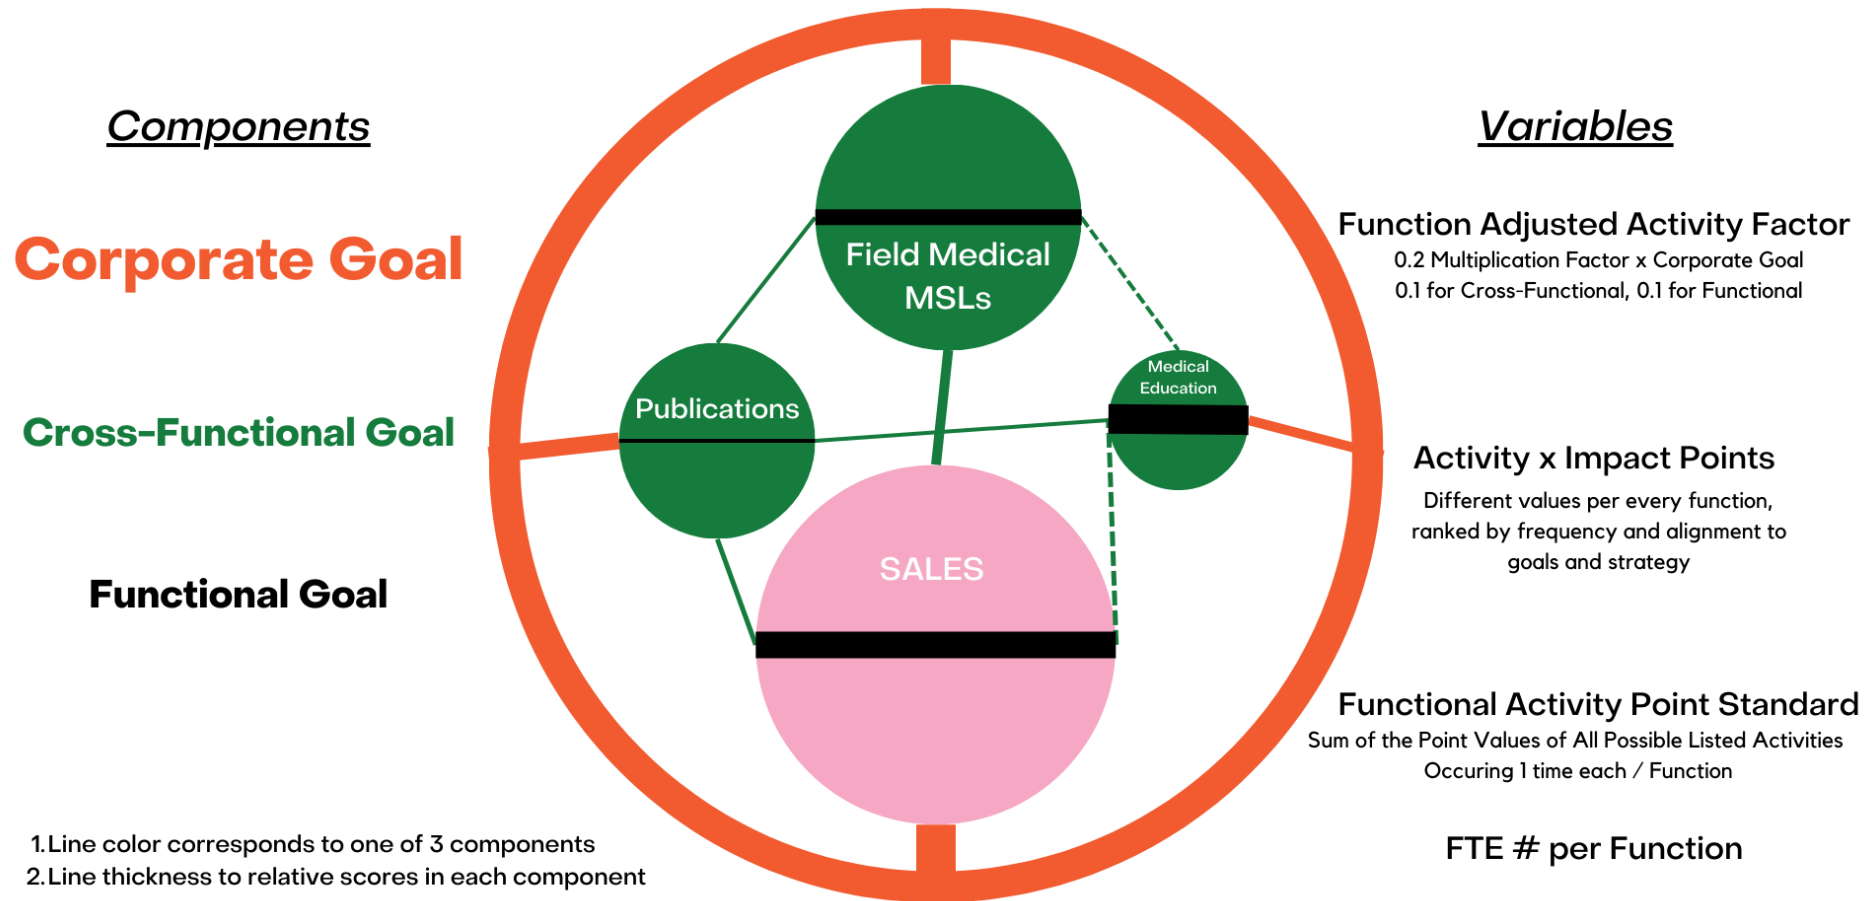 Components
Corporate Goal
Cross-Functional Goal
Functional Goal
1.Line color corresponds to one of 3 components
2.Line thickness to relative scores in each component
Field Medical
MSLs
Publications
Medical
Education
SALES
Variables
Function Adjusted Activity Factor
0.2 Multiplication Factor x Corporate Goal
0.1 for Cross-Functional, 0.1 for Functional
Activity x Impact Points
Different values per every function,
ranked by frequency and alignment to
goals and strategy
Functional Activity Point Standard
Sum of the Point Values of All Possible Listed Activities
Occuring 1 time each / Function
FTE # per Function